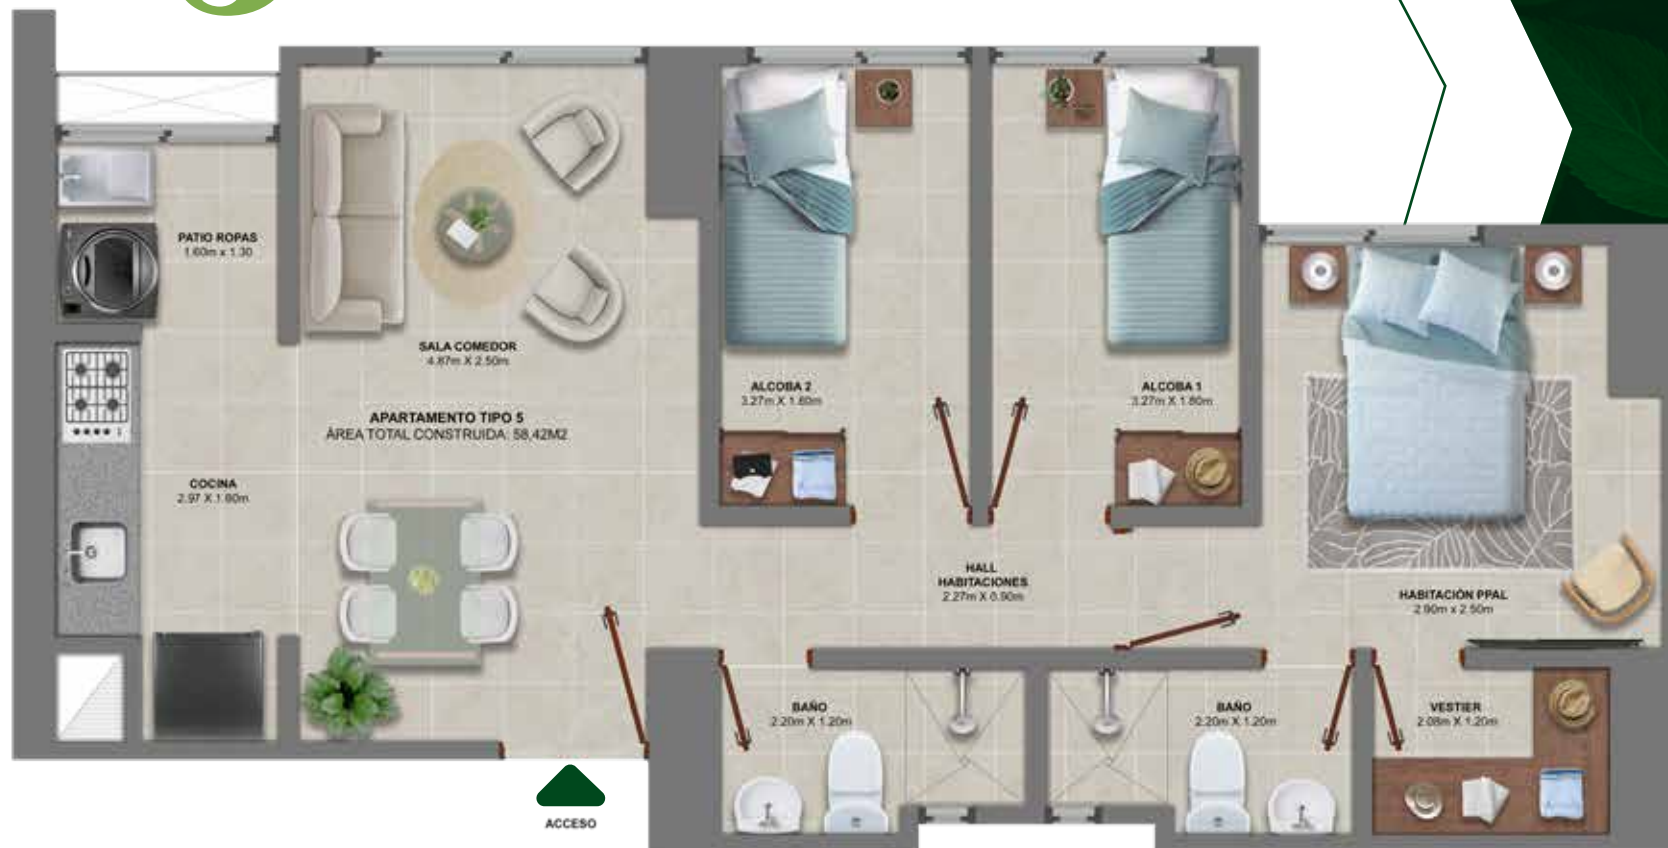 PATIO ROPAS
1.60m x 1.30
SALA COMEDOR
4.87m X 2.50m
APARTAMENTO TIPO 5
ÁREA TOTAL CONSTRUIDA: 58,42M2
COCINA
2.97 X 1.60m
ALCOBA 2
3.27m X 1.80m
ALCOBA 1
3.27m X 1.80m
HALL
HABITACIONES
2.27m X 0.90m
HABITACIÓN PPAL
2.90m x 2.50m
BAÑO
2.20m X 1.20m
BAÑO
2.20m X 1.20m
VESTIER
2.08m X 1.20m
ACCESO